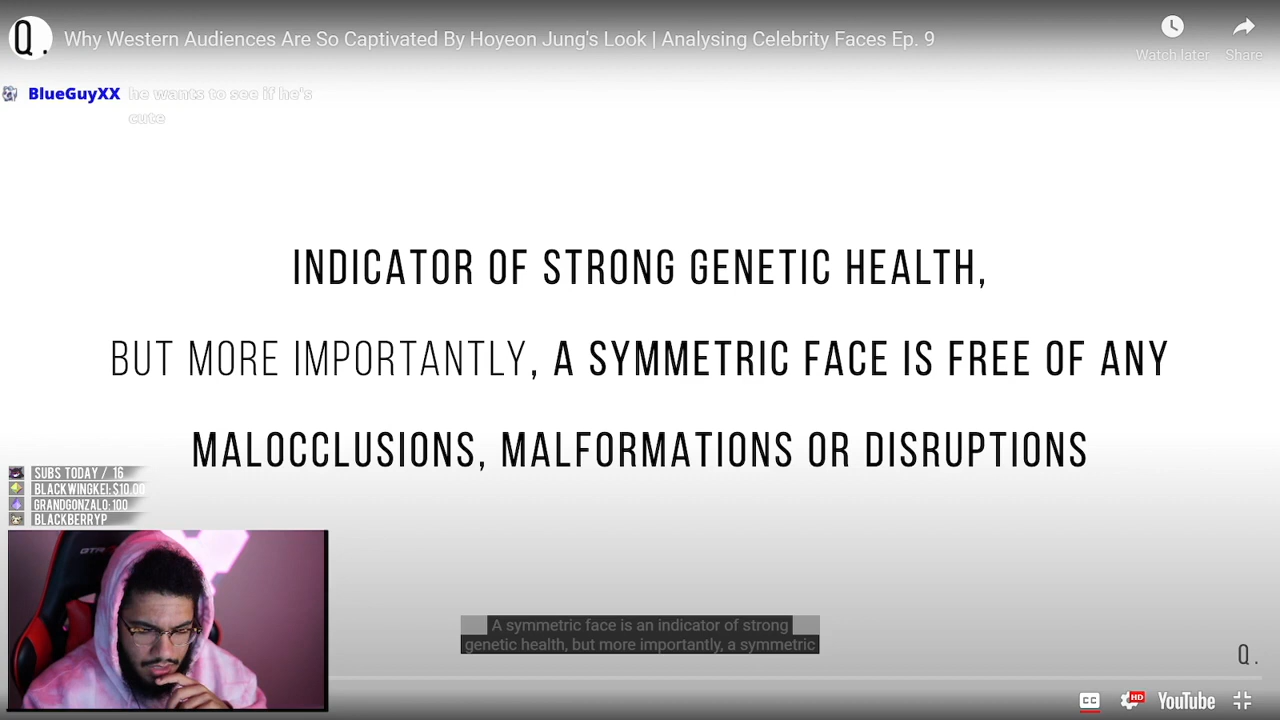 Q.
Why Western Audiences Are So Captivated By Hoyeon Jung's Look | Analysing Celebrity Faces Ep. 9
Watch later
Share
BlueGuyXX he wants to see if he's
cute
INDICATOR OF STRONG GENETIC HEALTH,
BUT MORE IMPORTANTLY, A SYMMETRIC FACE IS FREE OF ANY
MALOCCLUSIONS, MALFORMATIONS OR DISRUPTIONS
SUBS TODAY / 16
BLACKWINGKEI: $10.00
GRANDGONZALO: 100
BLACKBERRYP
GTR
A symmetric face is an indicator of strong
genetic health, but more importantly, a symmetric
Q.
CC
HD
YouTube